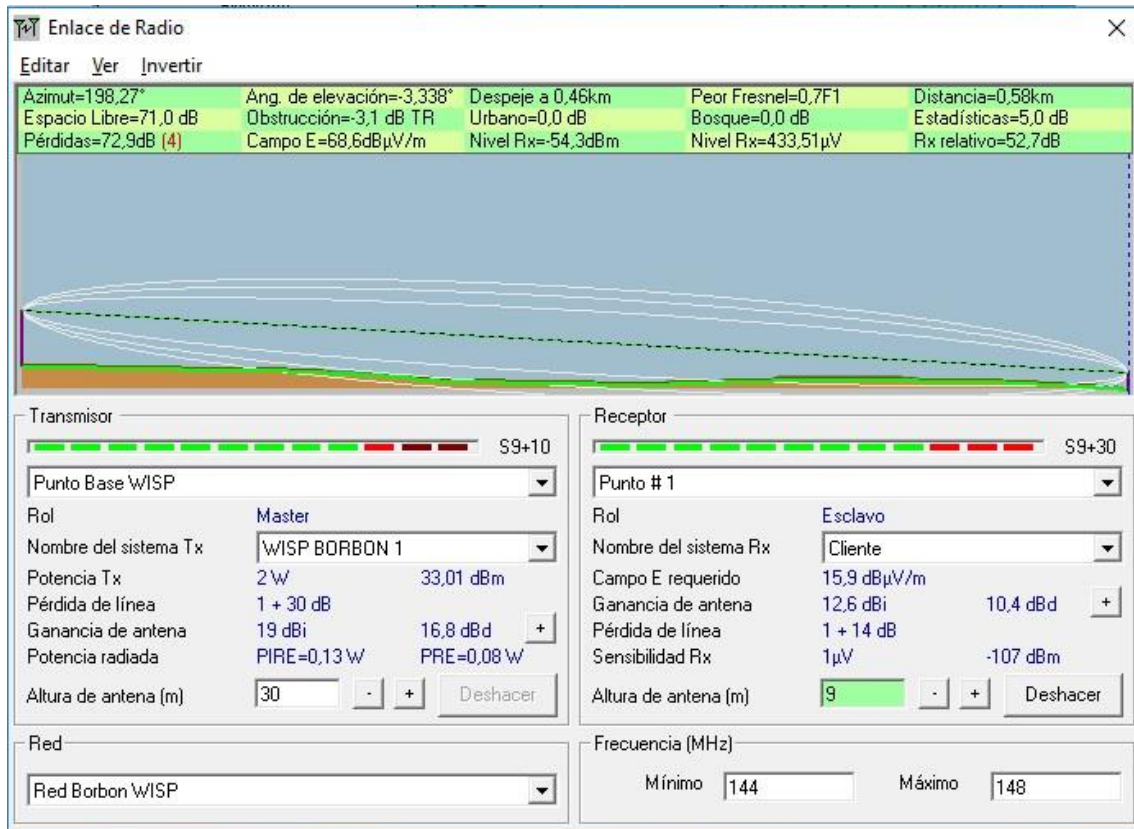 Enlace de Radio
Editar Ver Invertir
Azimut=198,27° Ang. de elevación=-3,338° Despeje a 0,46km Peor Fresnel=0,7F1 Distancia=0,58km
Espacio Libre=71,0 dB Obstrucción=-3,1 dB TR Urbano=0,0 dB Bosque=0,0 dB Estadísticas=5,0 dB
Pérdidas=72,9dB (4) Campo E=68,6dBµV/m Nivel Rx=-54,3dBm Nivel Rx=433,51µV Rx relativo=52,7dB
Transmisor
S9+10
Punto Base WISP
Rol Master
Nombre del sistema Tx WISP BORBON 1
Potencia Tx 2 W 33,01 dBm
Pérdida de línea 1 + 30 dB
Ganancia de antena 19 dBi 16,8 dBd +
Potencia radiada PIRE=0,13 W PRE=0,08 W
Altura de antena (m) 30 - + Deshacer
Red
Red Borbon WISP
Receptor
S9+30
Punto # 1
Rol Esclavo
Nombre del sistema Rx Cliente
Campo E requerido 15,9 dBµV/m
Ganancia de antena 12,6 dBi 10,4 dBd +
Pérdida de línea 1 + 14 dB
Sensibilidad Rx 1µV -107 dBm
Altura de antena (m) 9 - + Deshacer
Frecuencia (MHz)
Mínimo 144 Máximo 148